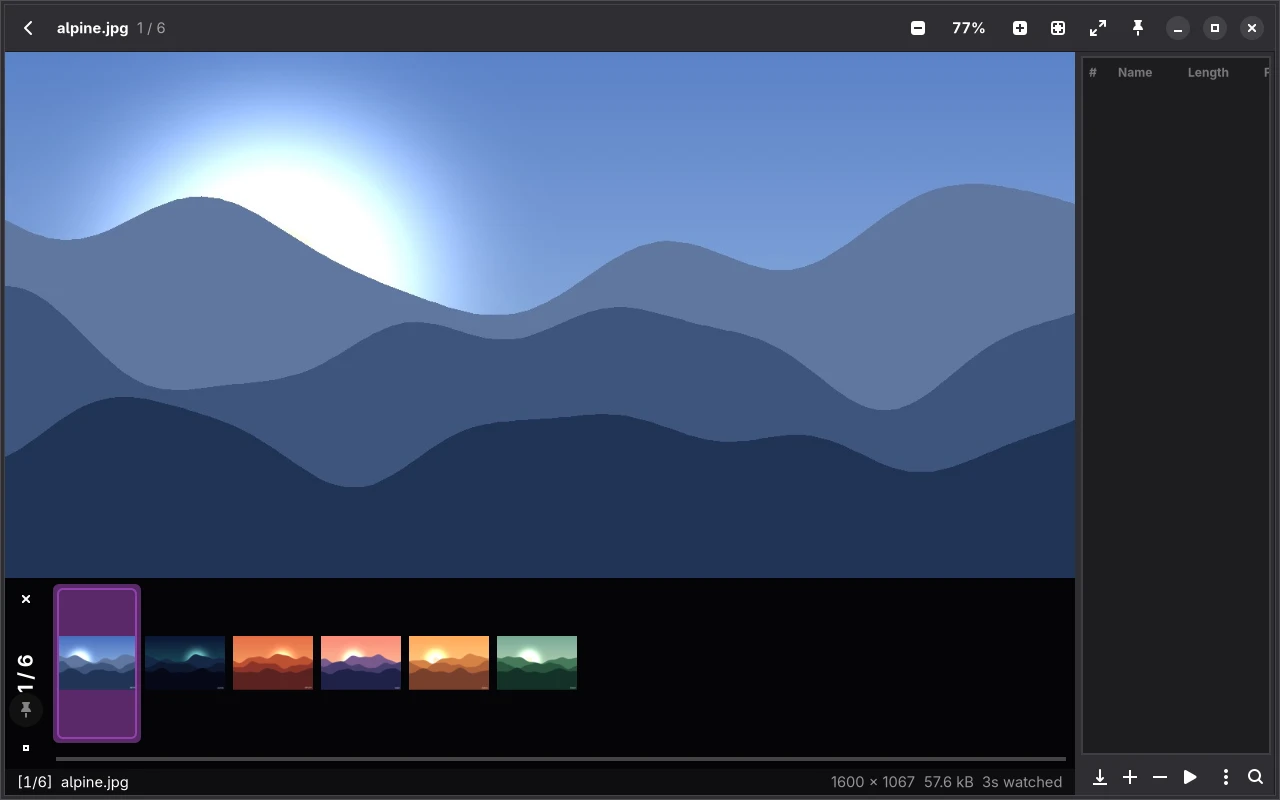 alpine.jpg 1 / 6
77%
# Name Length
1 / 6
[1/6] alpine.jpg
1600 × 1067 57.6 kB 3s watched